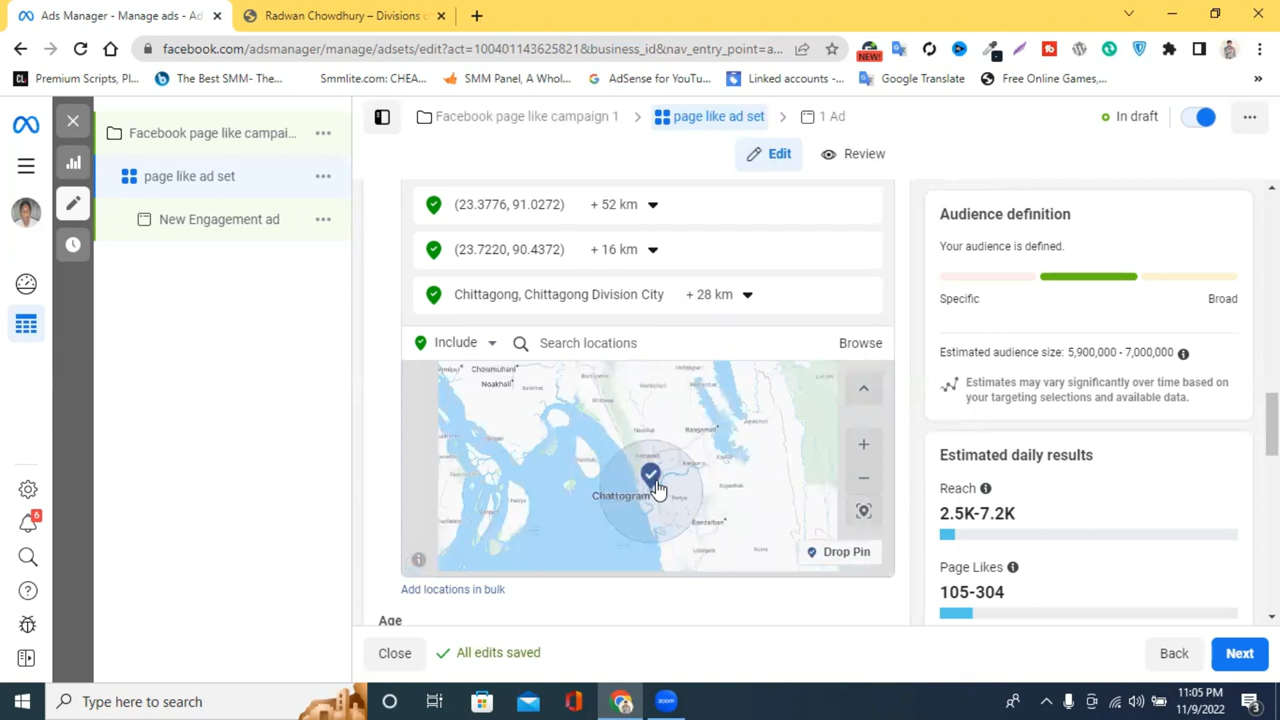 Ads Manager - Manage ads - Ad
Radwan Chowdhury – Divisions o
facebook.com/adsmanager/manage/adsets/edit?act=100401143625821&business_id&nav_entry_point=a...
NEW!
Premium Scripts, Pl...
The Best SMM- The...
Smmlite.com: CHEA...
SMM Panel, A Whol...
AdSense for YouTu...
Linked accounts -...
Google Translate
Free Online Games,...
Facebook page like campai...
Facebook page like campaign 1
page like ad set
1 Ad
In draft
page like ad set
Edit
Review
New Engagement ad
(23.3776, 91.0272) + 52 km
(23.7220, 90.4372) + 16 km
Chittagong, Chittagong Division City + 28 km
Include
Search locations
Browse
Chowmuhani
Noakhali
Rangamati
Chattogram
Bandarban
Drop Pin
Add locations in bulk
Age
Audience definition
Your audience is defined.
Specific
Broad
Estimated audience size: 5,900,000 - 7,000,000
Estimates may vary significantly over time based on
your targeting selections and available data.
Estimated daily results
Reach
2.5K-7.2K
Page Likes
105-304
6
Close
All edits saved
Back
Next
Type here to search
zoom
11:05 PM
11/9/2022
3